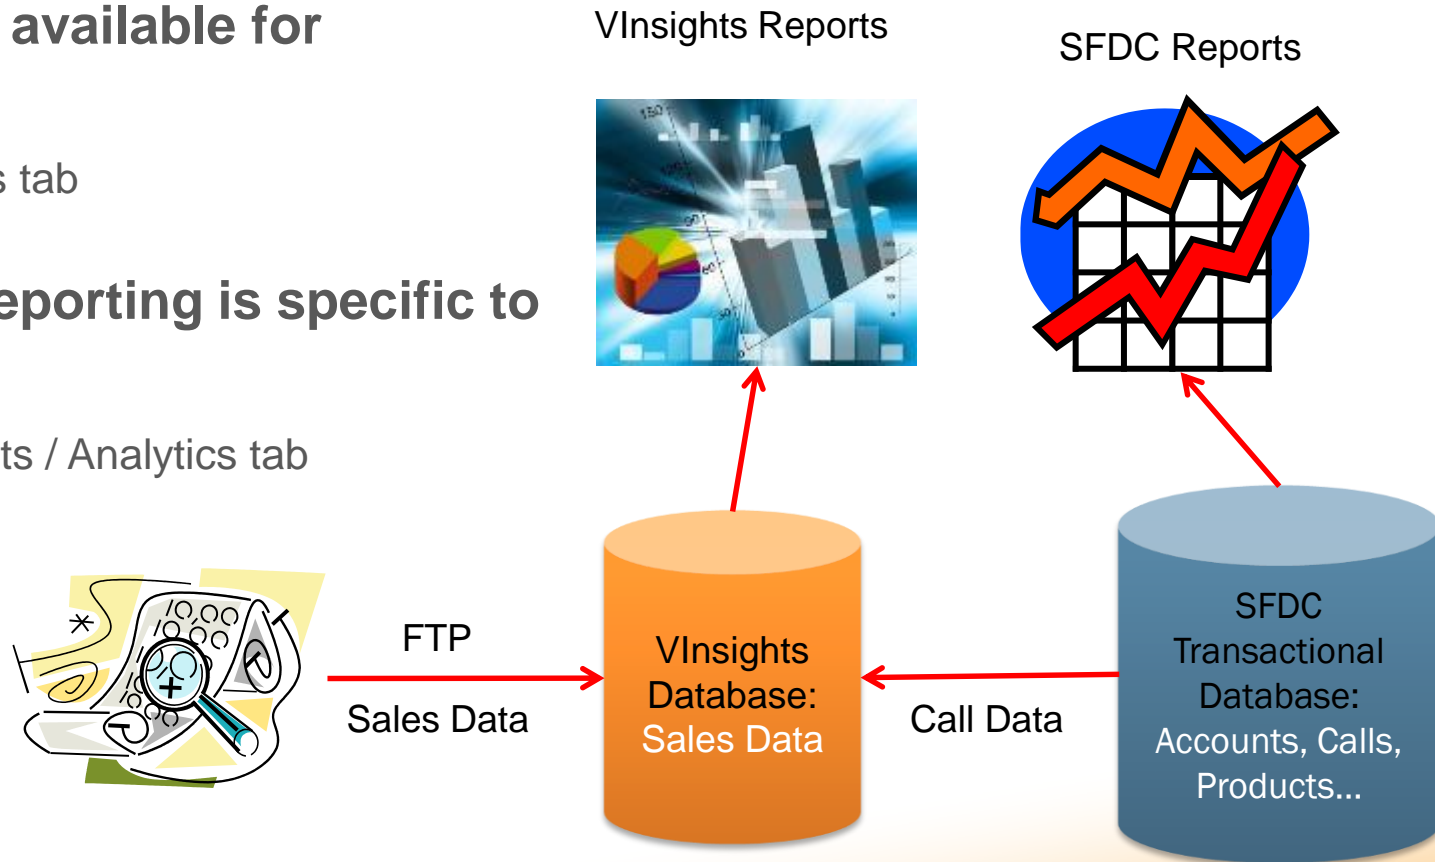 available for
s tab
eporting is specific to
ts / Analytics tab
VInsights Reports
SFDC Reports
FTP
Sales Data
VInsights
Database:
Sales Data
Call Data
SFDC
Transactional
Database:
Accounts, Calls,
Products...